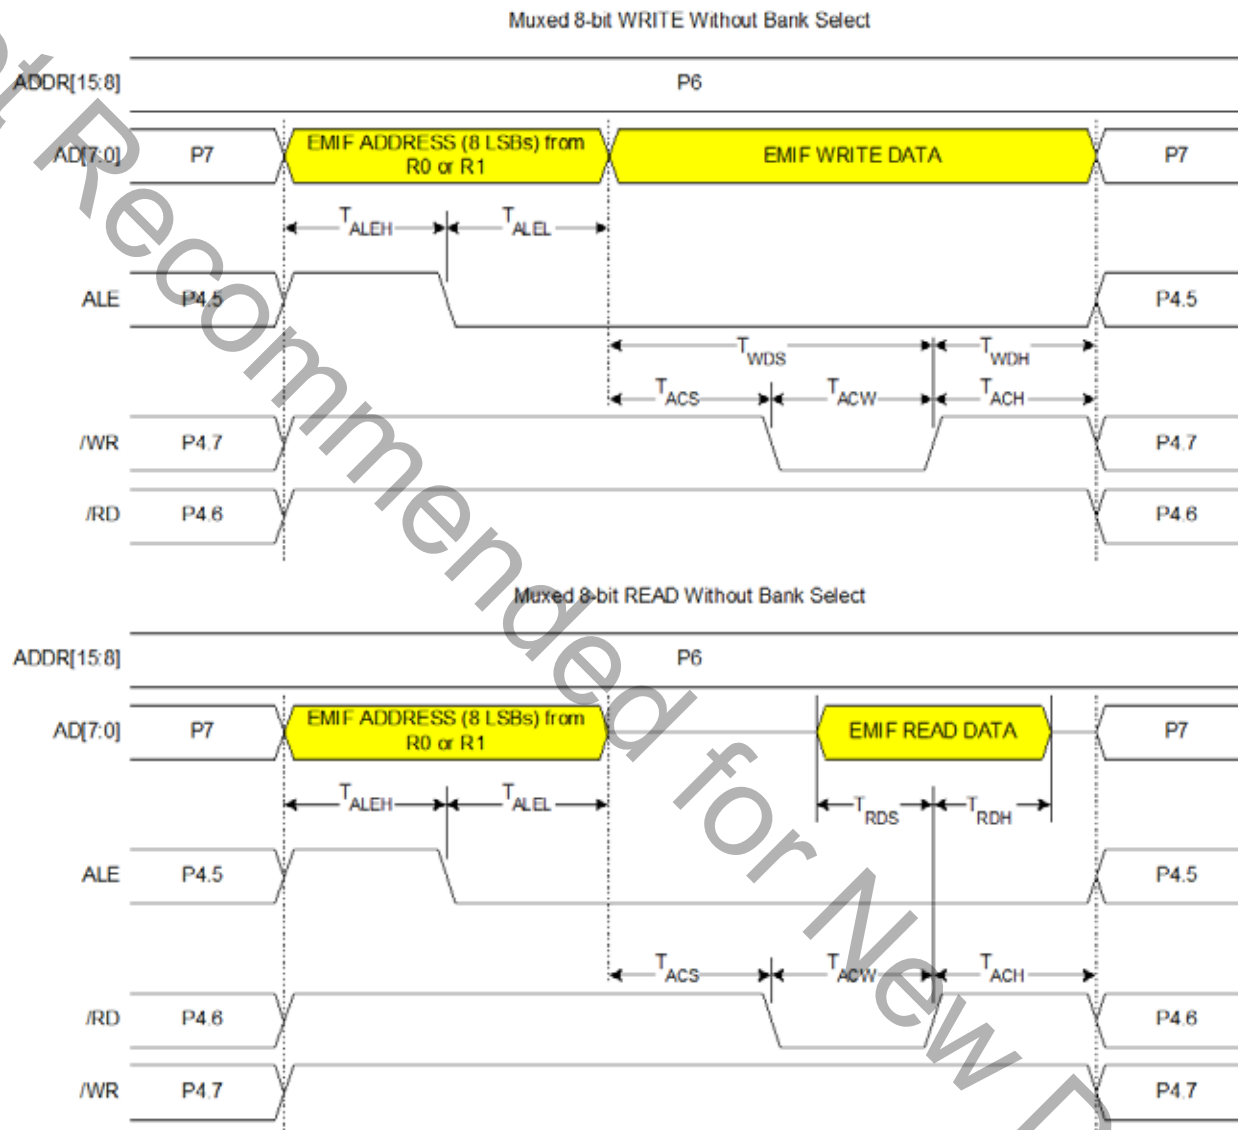 Muxed 8-bit WRITE Without Bank Select
ADDR[15:8] P6
AD[7:0] P7 EMIF ADDRESS (8 LSBs) from R0 or R1 EMIF WRITE DATA P7
TALEH TALEL
ALE P4.5 P4.5
TWDS TWDH
TACS TACW TACH
/WR P4.7 P4.7
/RD P4.6 P4.6
Muxed 8-bit READ Without Bank Select
ADDR[15:8] P6
AD[7:0] P7 EMIF ADDRESS (8 LSBs) from R0 or R1 EMIF READ DATA P7
TALEH TALEL TRDS TRDH
ALE P4.5 P4.5
TACS TACW TACH
/RD P4.6 P4.6
/WR P4.7 P4.7
Recommended for New